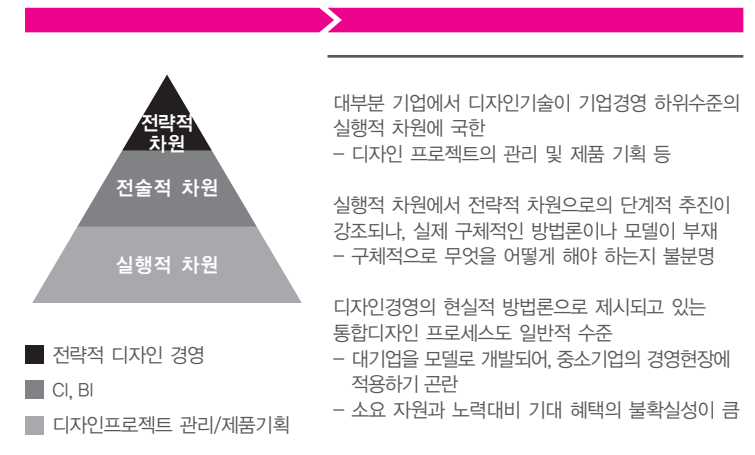 전략적
차원
전술적 차원
실행적 차원
전략적 디자인 경영
CI, BI
디자인프로젝트 관리/제품기획
대부분 기업에서 디자인기술이 기업경영 하위수준의
실행적 차원에 국한
– 디자인 프로젝트의 관리 및 제품 기획 등
실행적 차원에서 전략적 차원으로의 단계적 추진이
강조되나, 실제 구체적인 방법론이나 모델이 부재
– 구체적으로 무엇을 어떻게 해야 하는지 불분명
디자인경영의 현실적 방법론으로 제시되고 있는
통합디자인 프로세스도 일반적 수준
– 대기업을 모델로 개발되어, 중소기업의 경영현장에
적용하기 곤란
– 소요 자원과 노력대비 기대 혜택의 불확실성이 큼